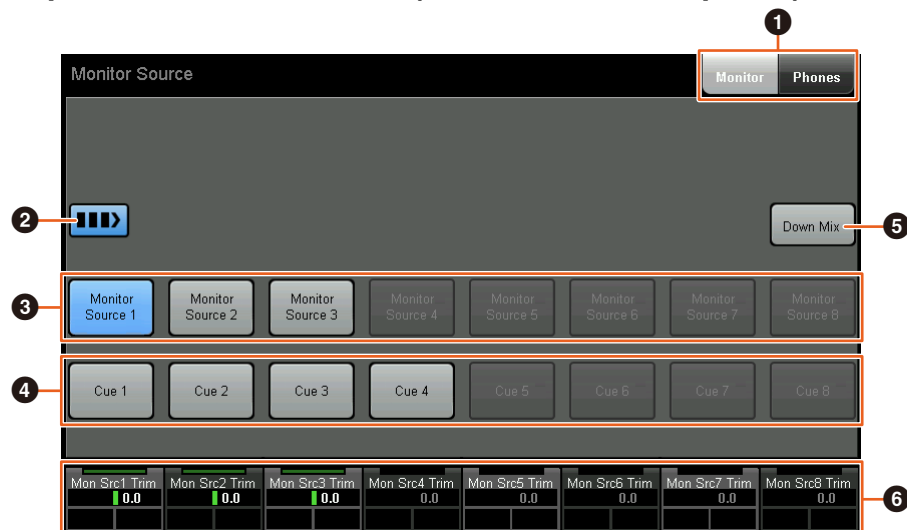 1
Monitor Source
Monitor Phones
2
Down Mix
5
3
Monitor Source 1
Monitor Source 2
Monitor Source 3
Monitor Source 4
Monitor Source 5
Monitor Source 6
Monitor Source 7
Monitor Source 8
4
Cue 1
Cue 2
Cue 3
Cue 4
Cue 5
Cue 6
Cue 7
Cue 8
Mon Src1 Trim Mon Src2 Trim Mon Src3 Trim Mon Src4 Trim Mon Src5 Trim Mon Src6 Trim Mon Src7 Trim Mon Src8 Trim
0.0 0.0 0.0 0.0 0.0 0.0 0.0 0.0
6